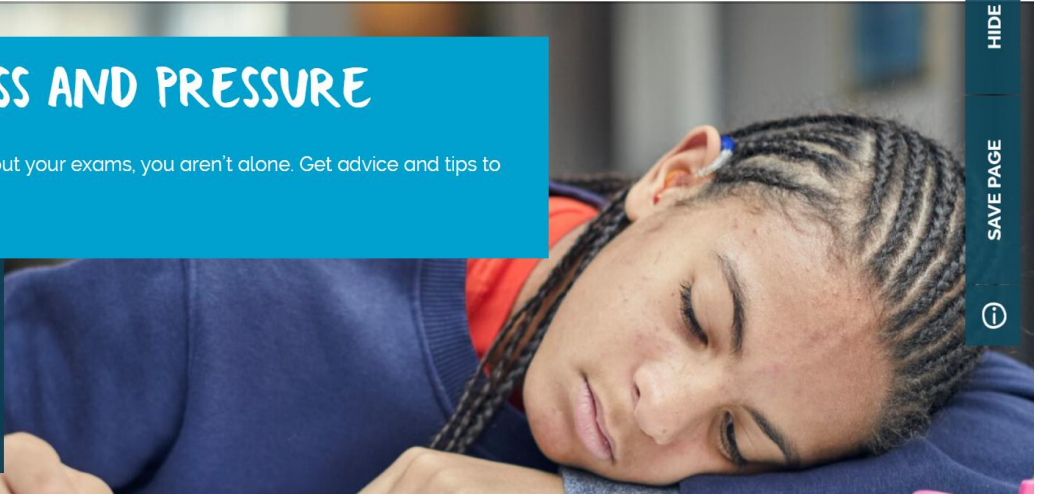 SS AND PRESSURE
out your exams, you aren't alone. Get advice and tips to
HIDE
SAVE PAGE